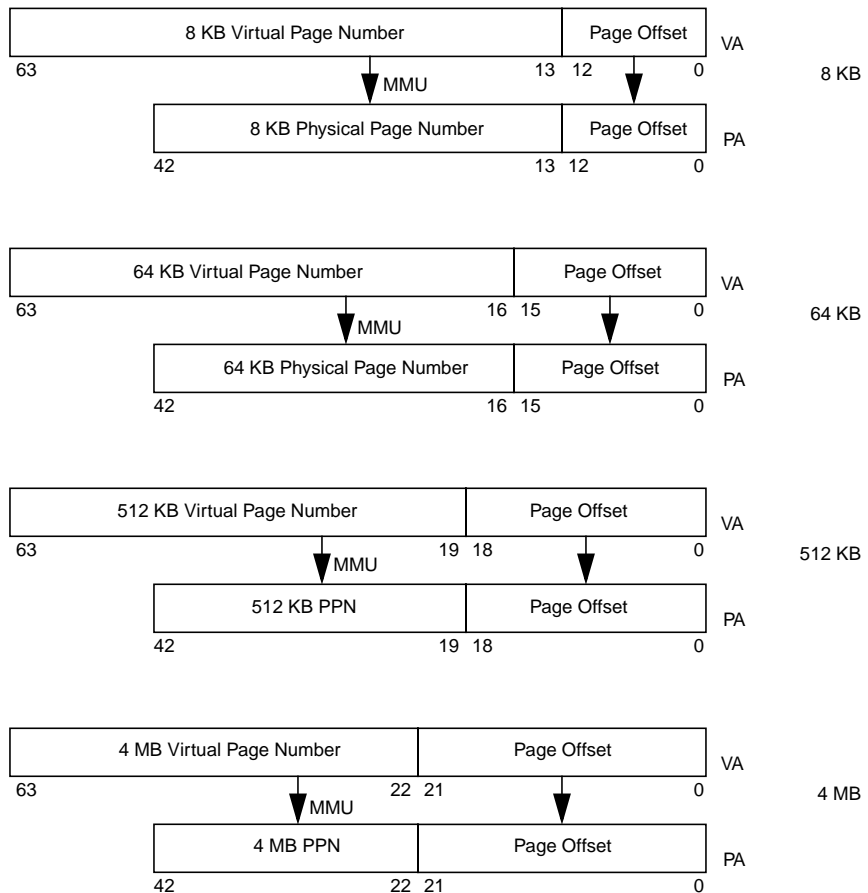 8 KB Virtual Page Number Page Offset VA
63 13 12 0
MMU
8 KB
8 KB Physical Page Number Page Offset PA
42 13 12 0
64 KB Virtual Page Number Page Offset VA
63 16 15 0
MMU
64 KB
64 KB Physical Page Number Page Offset PA
42 16 15 0
512 KB Virtual Page Number Page Offset VA
63 19 18 0
MMU
512 KB
512 KB PPN Page Offset PA
42 19 18 0
4 MB Virtual Page Number Page Offset VA
63 22 21 0
MMU
4 MB
4 MB PPN Page Offset PA
42 22 21 0